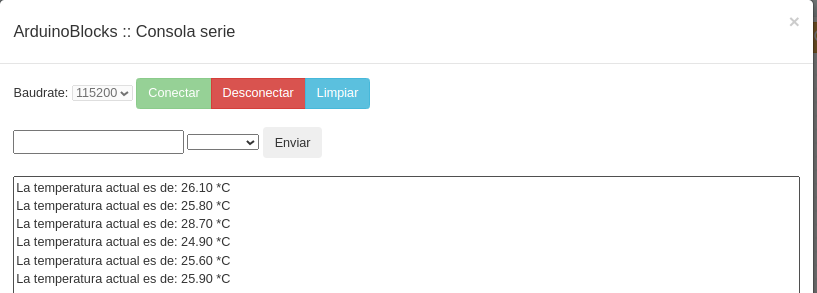 ArduinoBlocks :: Consola serie
×
Baudrate: 115200 Conectar Desconectar Limpiar
Enviar
La temperatura actual es de: 26.10 *C
La temperatura actual es de: 25.80 *C
La temperatura actual es de: 28.70 *C
La temperatura actual es de: 24.90 *C
La temperatura actual es de: 25.60 *C
La temperatura actual es de: 25.90 *C